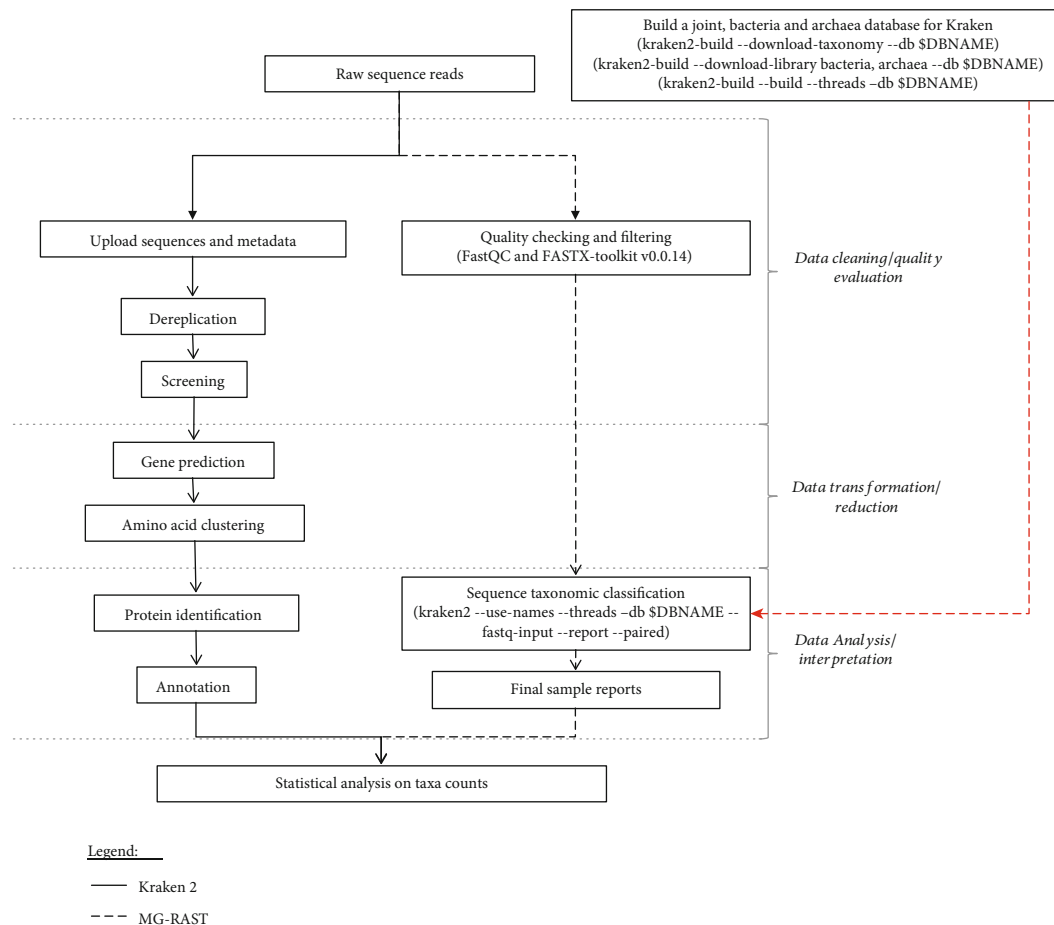 Build a joint, bacteria and archaea database for Kraken
(kraken2-build --download-taxonomy --db $DBNAME)
(kraken2-build --download-library bacteria, archaea --db $DBNAME)
(kraken2-build --build --threads –db $DBNAME)
Raw sequence reads
Upload sequences and metadata
Quality checking and filtering
(FastQC and FASTX-toolkit v0.0.14)
Data cleaning/quality
evaluation
Dereplication
Screening
Gene prediction
Amino acid clustering
Data transformation/
reduction
Protein identification
Sequence taxonomic classification
(kraken2 --use-names --threads –db $DBNAME --
fastq-input --report --paired)
Data Analysis/
interpretation
Annotation
Final sample reports
Statistical analysis on taxa counts
Legend:
Kraken 2
MG-RAST